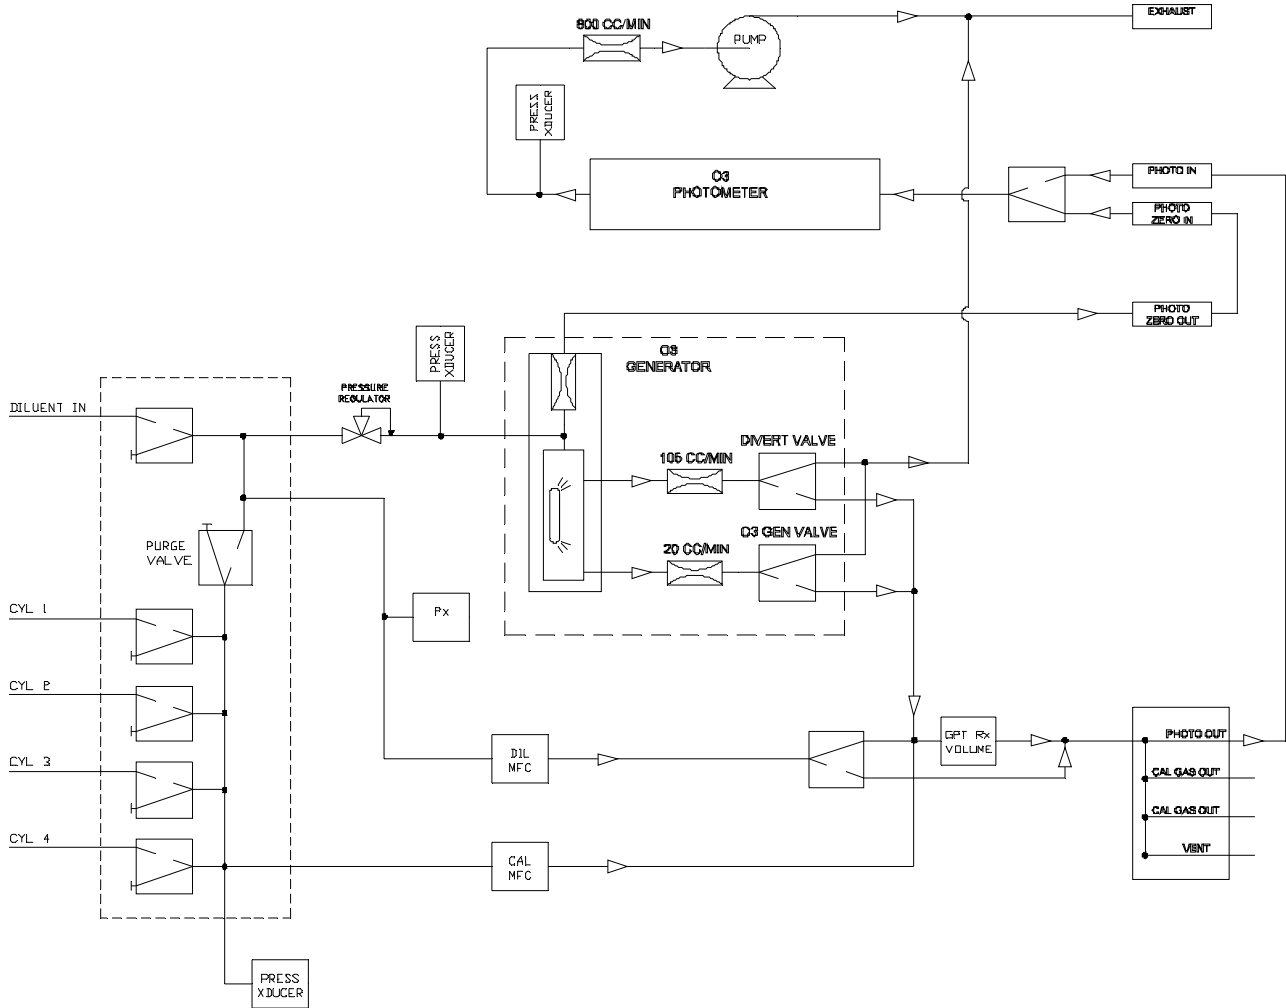 800 CC/MIN
PUMP
EXHAUST
PRESS
XDUCER
O3
PHOTOMETER
PHOTO IN
PHOTO
ZERO IN
PHOTO
ZERO OUT
PRESS
XDUCER
O3
GENERATOR
PRESSURE
REGULATOR
DILUENT IN
DIVERT VALVE
105 CC/MIN
O3 GEN VALVE
20 CC/MIN
PURGE
VALVE
CYL 1
Px
CYL 2
CYL 3
CYL 4
DIL
MFC
GPT Rx
VOLUME
PHOTO OUT
CAL GAS OUT
CAL GAS OUT
VENT
CAL
MFC
PRESS
XDUCER